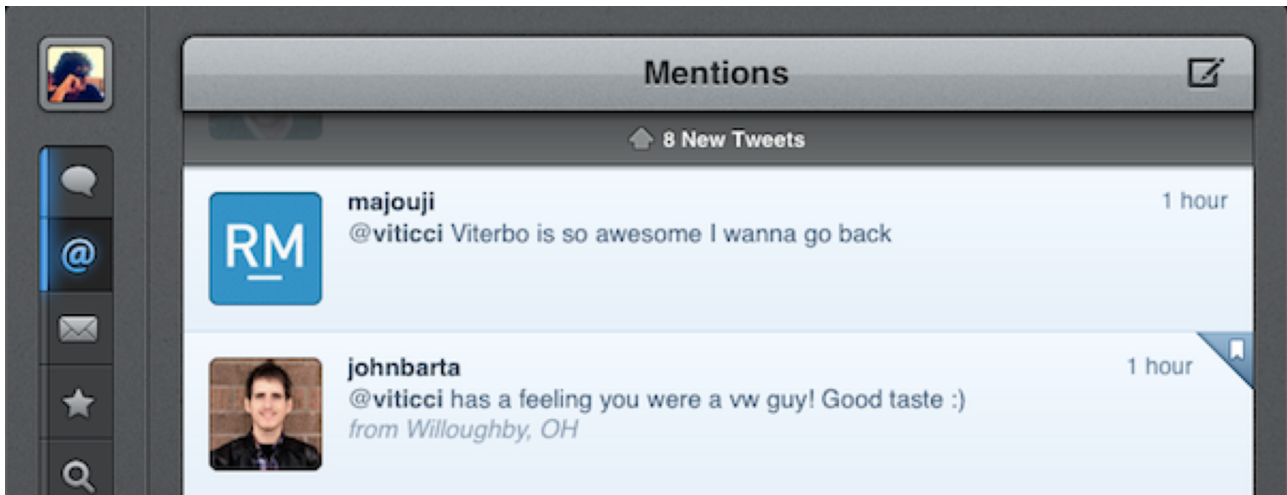 Mentions
8 New Tweets
RM
majouji
1 hour
@viticci Viterbo is so awesome I wanna go back
@
johnbarta
1 hour
@viticci has a feeling you were a vw guy! Good taste :)
from Willoughby, OH